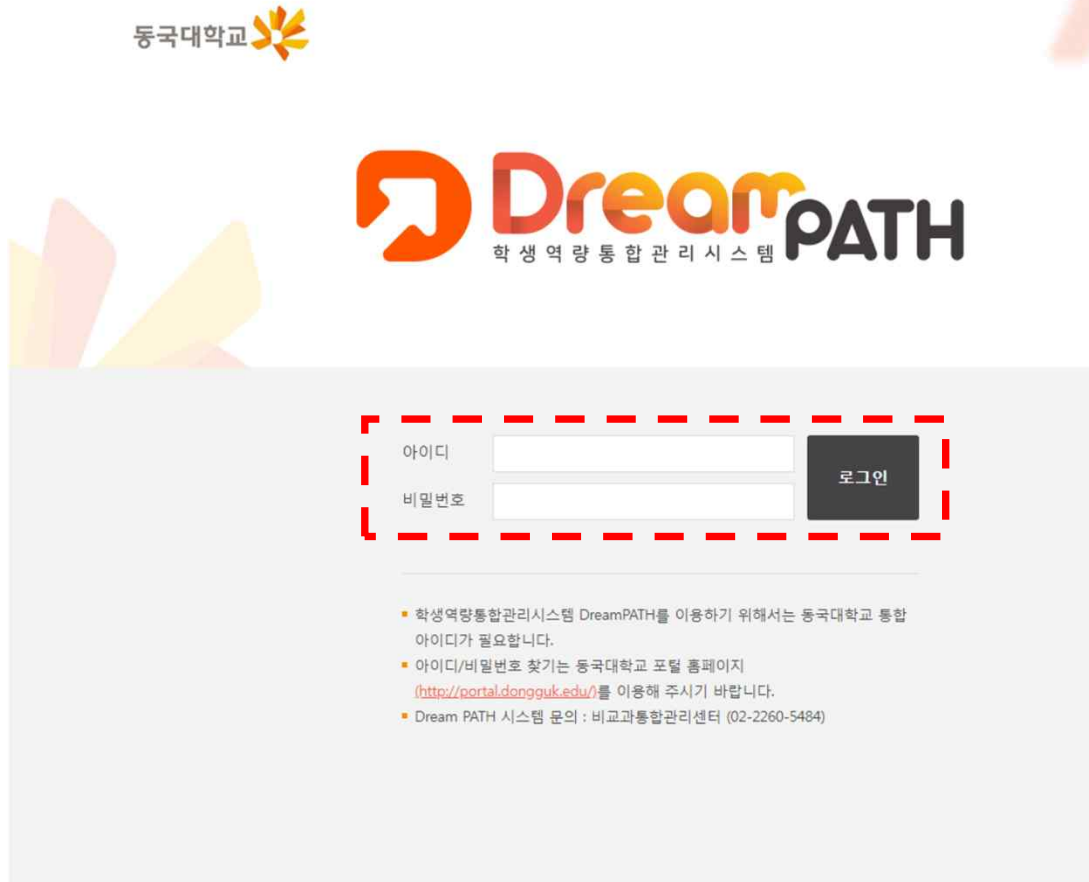 동국대학교
Dream PATH
학생역량통합관리시스템
아이디
로그인
비밀번호
학생역량통합관리시스템 DreamPATH를 이용하기 위해서는 동국대학교 통합
아이디가 필요합니다.
아이디/비밀번호 찾기는 동국대학교 포털 홈페이지
(http://portal.dongguk.edu/)를 이용해 주시기 바랍니다.
Dream PATH 시스템 문의 : 비교과통합관리센터 (02-2260-5484)